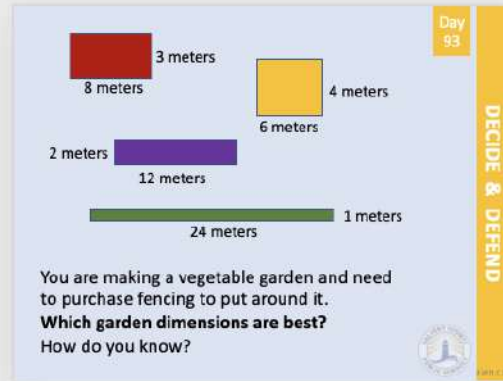 Day
93
3 meters
8 meters
4 meters
6 meters
2 meters
12 meters
1 meters
24 meters
You are making a vegetable garden and need
to purchase fencing to put around it.
Which garden dimensions are best?
How do you know?
DECIDE & DEFEND